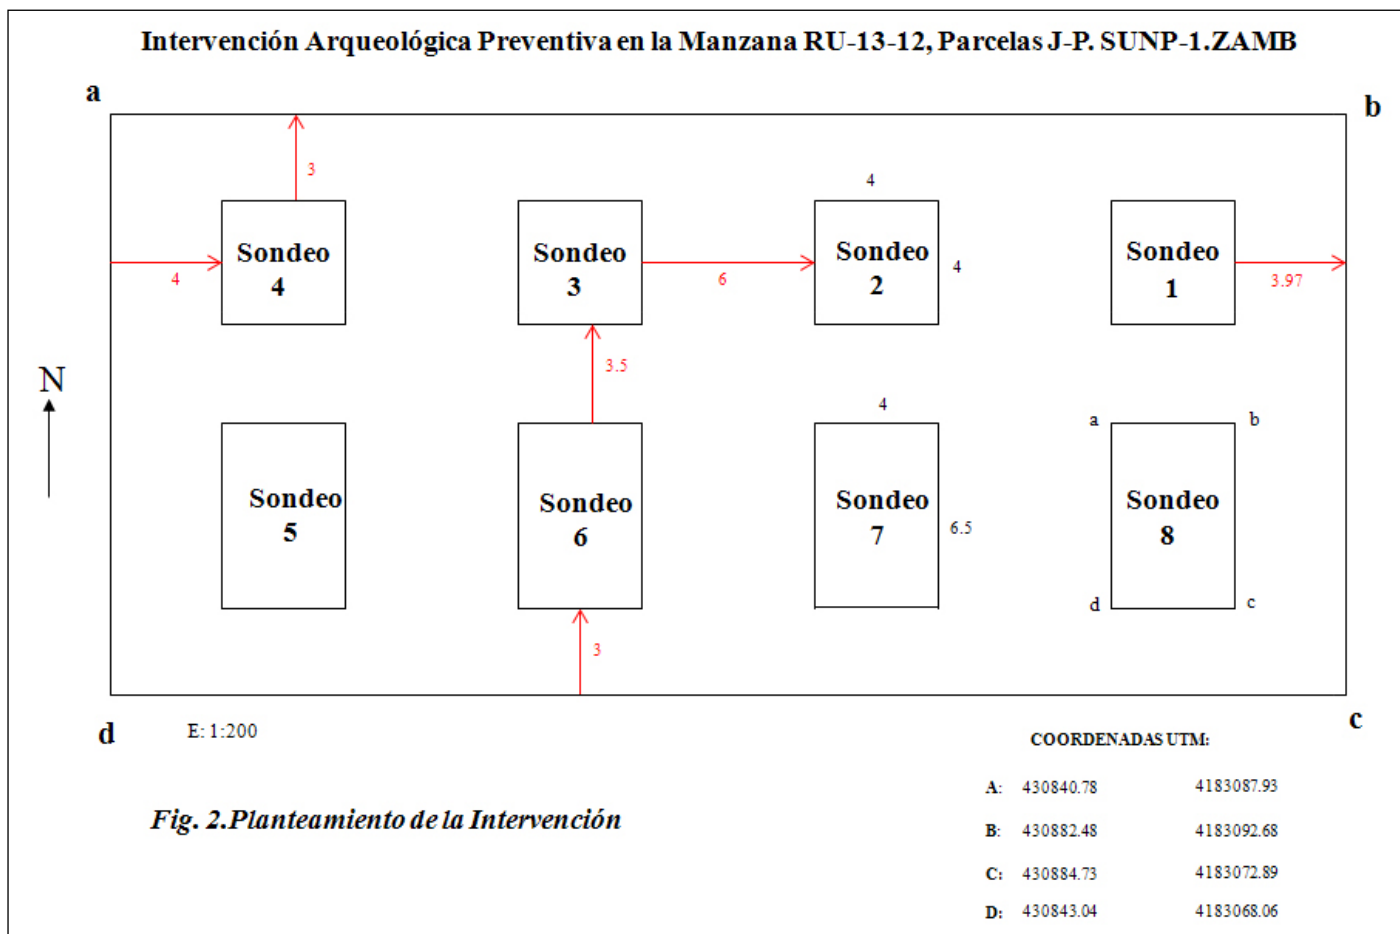 Intervención Arqueológica Preventiva en la Manzana RU-13-12, Parcelas J-P. SUNP-1.ZAMB
a
b
3
4
Sondeo
4
Sondeo
3
6
4
Sondeo
2
4
Sondeo
1
3.97
N
3.5
4
a
b
Sondeo
5
Sondeo
6
Sondeo
7
6.5
Sondeo
8
d
c
3
d
E: 1:200
c
COORDENADAS UTM:
A: 430840.78 4183087.93
B: 430882.48 4183092.68
C: 430884.73 4183072.89
D: 430843.04 4183068.06
Fig. 2.Planteamiento de la Intervención